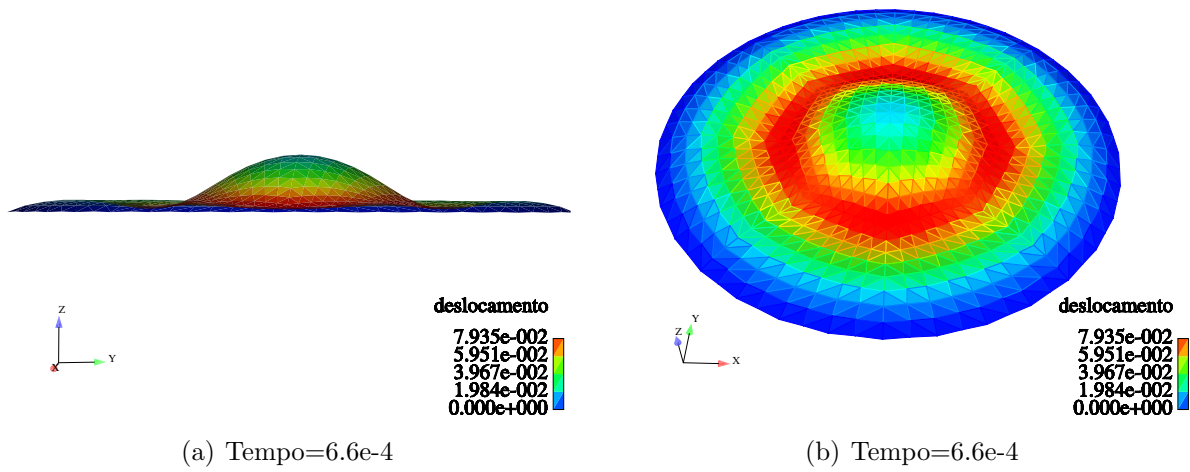 Z
Y
X
deslocamento
7.935e-002
5.951e-002
3.967e-002
1.984e-002
0.000e+000
(a) Tempo=6.6e-4
Y
Z
X
deslocamento
7.935e-002
5.951e-002
3.967e-002
1.984e-002
0.000e+000
(b) Tempo=6.6e-4